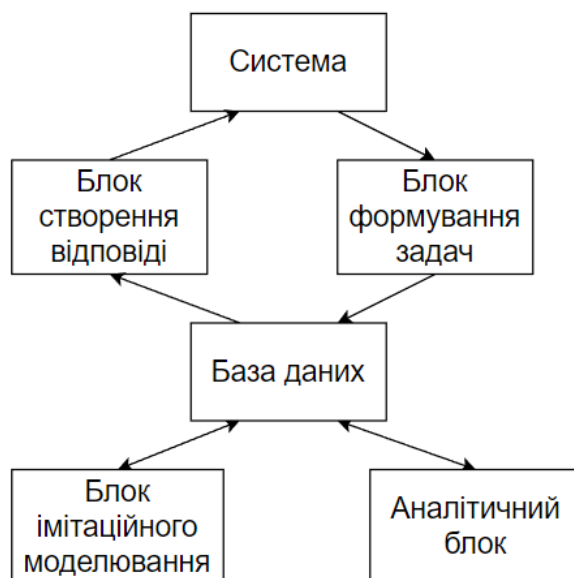 Система
Блок
створення
відповіді
Блок
формування
задач
База даних
Блок
імітаційного
моделювання
Аналітичний
блок